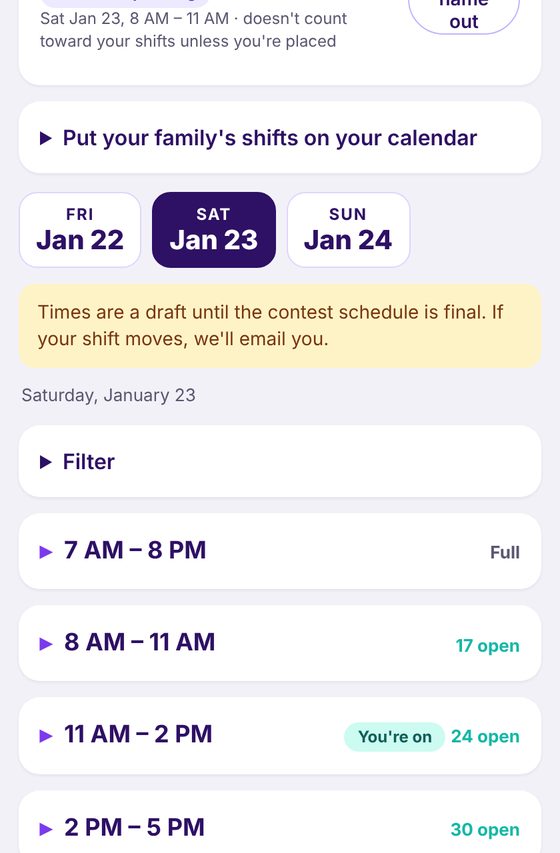 name
Sat Jan 23, 8 AM – 11 AM · doesn't count
out
toward your shifts unless you're placed
Put your family's shifts on your calendar
FRI
Jan 22
SAT
Jan 23
SUN
Jan 24
Times are a draft until the contest schedule is final. If
your shift moves, we'll email you.
Saturday, January 23
Filter
7 AM – 8 PM
Full
8 AM – 11 AM
17 open
11 AM – 2 PM
You're on
24 open
2 PM – 5 PM
30 open